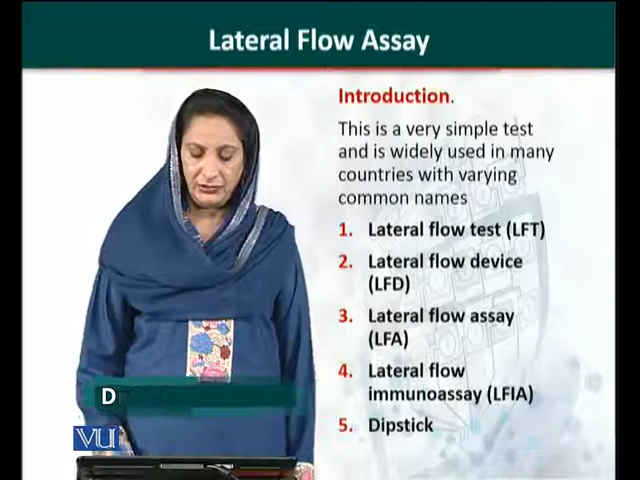 Lateral Flow Assay
Introduction.
This is a very simple test
and is widely used in many
countries with varying
common names
1. Lateral flow test (LFT)
2. Lateral flow device
(LFD)
3. Lateral flow assay
(LFA)
4. Lateral flow
immunoassay (LFIA)
5. Dipstick
D
VU